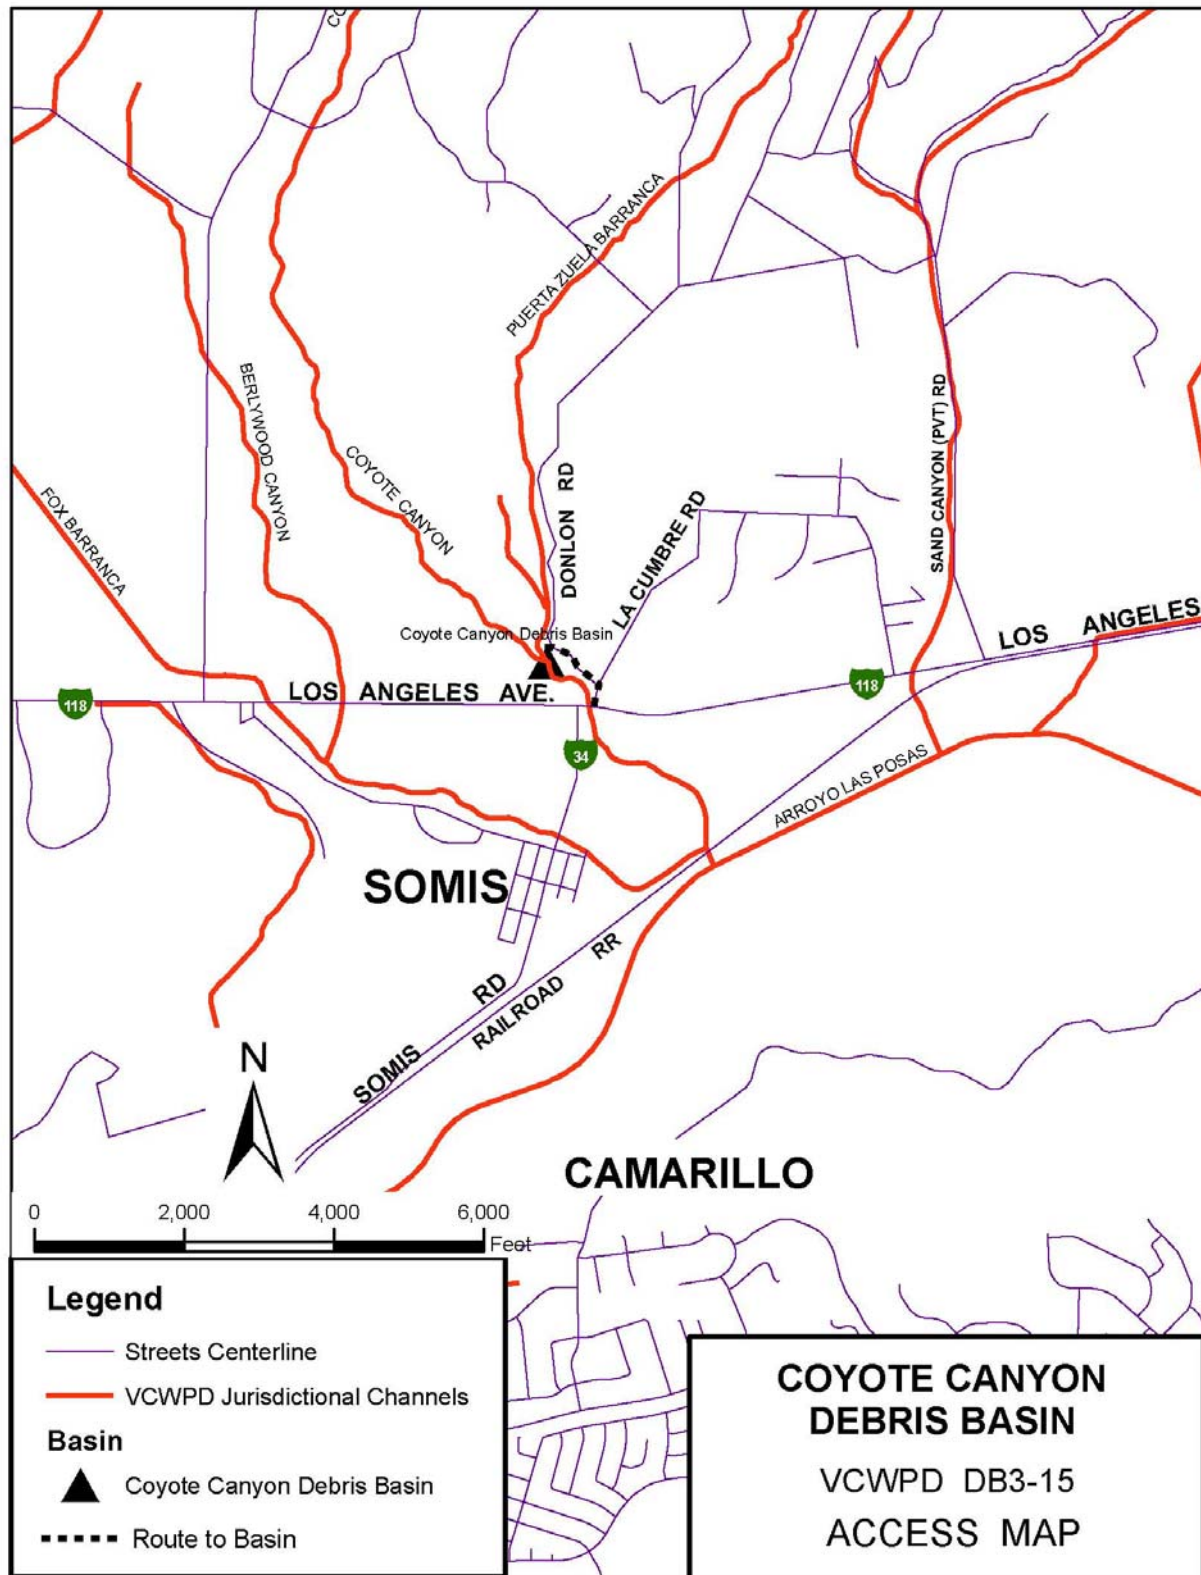 CO
PUERTA ZUELA BARRANCA
BERLYWOOD CANYON
COYOTE CANYON
FOX BARRANCA
DONLON RD
LA CUMBRE RD
SAND CANYON (PVT) RD
Coyote Canyon Debris Basin
LOS ANGELES AVE.
LOS ANGELES
118
118
34
ARROYO LAS POSAS
SOMIS
SOMIS RD
RAILROAD RR
N
CAMARILLO
0 2,000 4,000 6,000
Feet
Legend
Streets Centerline
VCWPD Jurisdictional Channels
Basin
Coyote Canyon Debris Basin
Route to Basin
COYOTE CANYON
DEBRIS BASIN
VCWPD DB3-15
ACCESS MAP